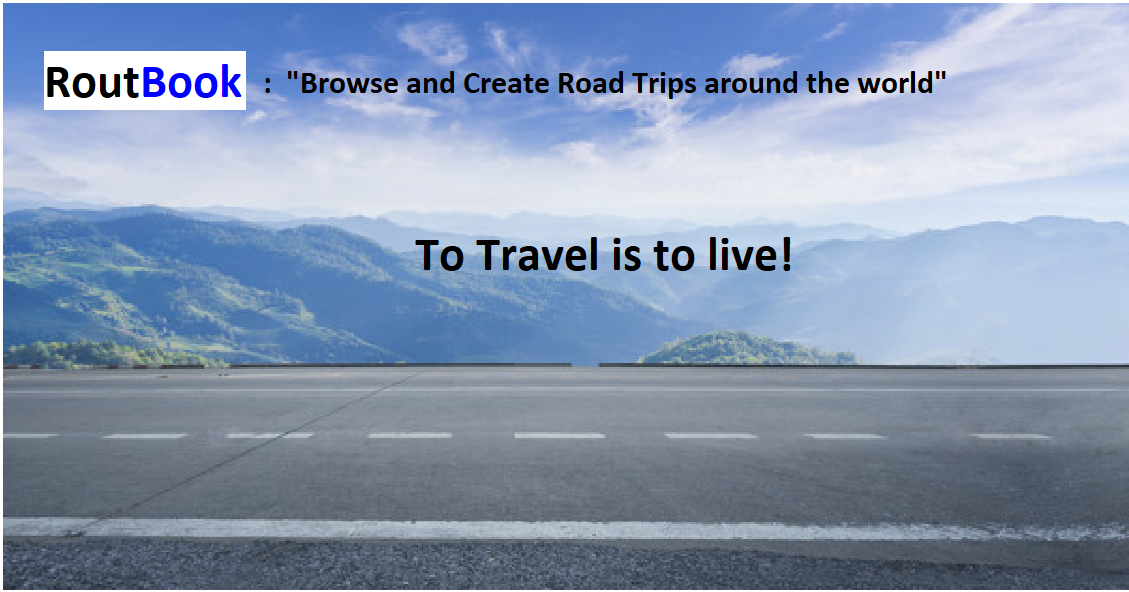 RoutBook : "Browse and Create Road Trips around the world"
To Travel is to live!